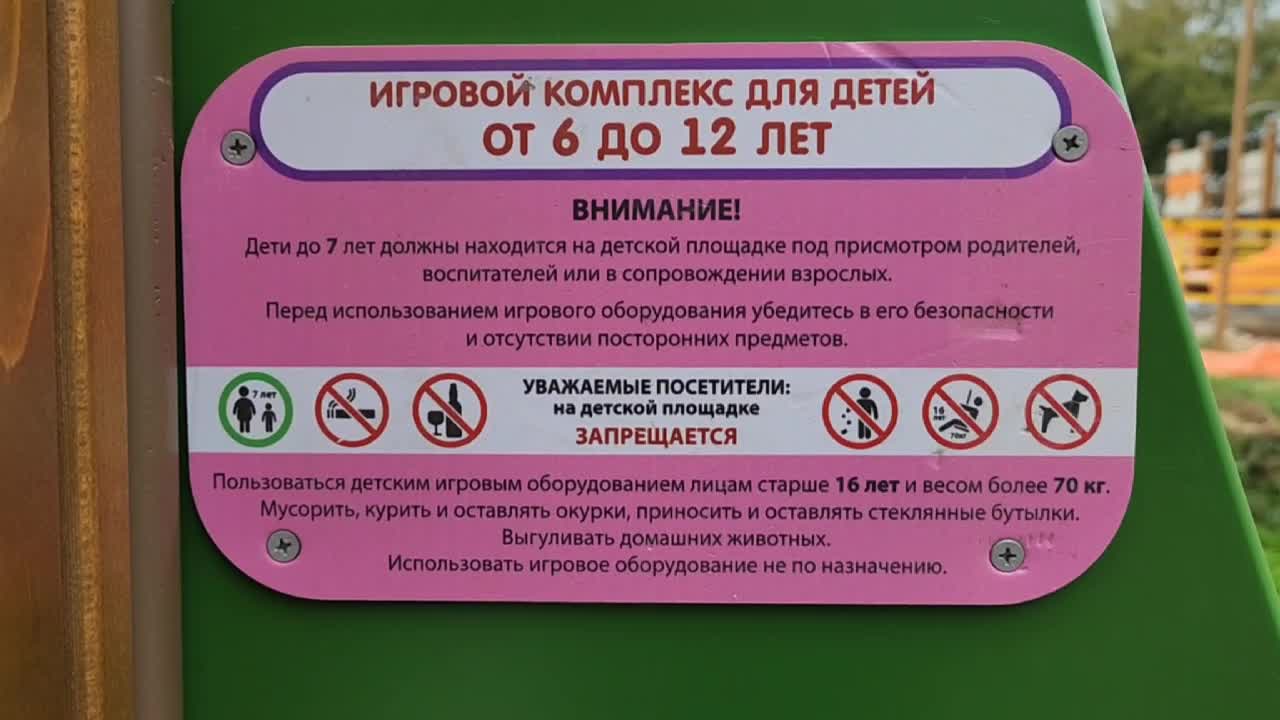 ИГРОВОЙ КОМПЛЕКС ДЛЯ ДЕТЕЙ
ОТ 6 ДО 12 ЛЕТ
ВНИМАНИЕ!
Дети до 7 лет должны находится на детской площадке под присмотром родителей,
воспитателей или в сопровождении взрослых.
Перед использованием игрового оборудования убедитесь в его безопасности
и отсутствии посторонних предметов.
7 лет
УВАЖАЕМЫЕ ПОСЕТИТЕЛИ:
на детской площадке
ЗАПРЕЩАЕТСЯ
16
лет
70кг
Пользоваться детским игровым оборудованием лицам старше 16 лет и весом более 70 кг.
Мусорить, курить и оставлять окурки, приносить и оставлять стеклянные бутылки.
Выгуливать домашних животных.
Использовать игровое оборудование не по назначению.